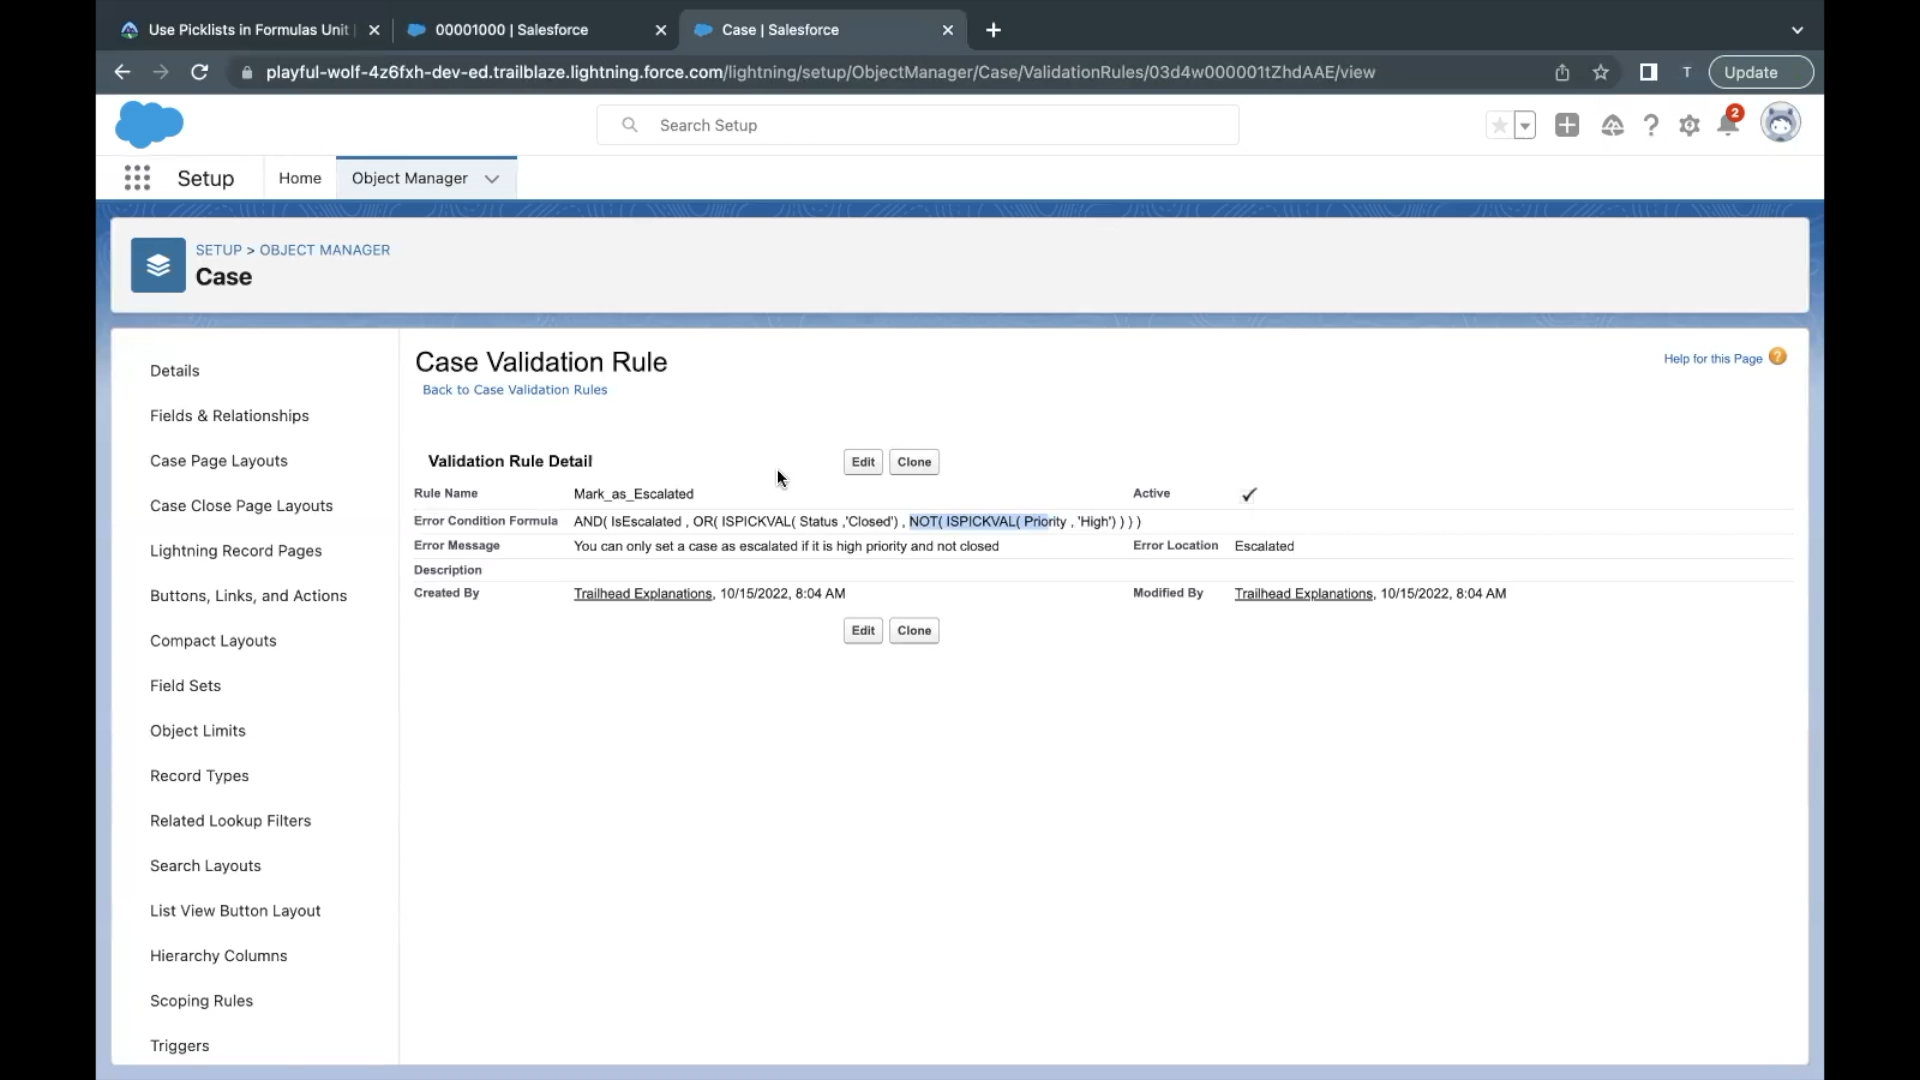 Use Picklists in Formulas Unit
00001000 | Salesforce
Case | Salesforce
playful-wolf-4z6fxh-dev-ed.trailblaze.lightning.force.com/lightning/setup/ObjectManager/Case/ValidationRules/03d4w000001tZhdAAE/view
T
Update
Search Setup
2
Setup
Home
Object Manager
SETUP > OBJECT MANAGER
Case
Details
Fields & Relationships
Case Page Layouts
Case Close Page Layouts
Lightning Record Pages
Buttons, Links, and Actions
Compact Layouts
Field Sets
Object Limits
Record Types
Related Lookup Filters
Search Layouts
List View Button Layout
Hierarchy Columns
Scoping Rules
Triggers
Case Validation Rule
Help for this Page
Back to Case Validation Rules
Validation Rule Detail
Edit Clone
Rule Name Mark_as_Escalated Active
Error Condition Formula AND( IsEscalated , OR( ISPICKVAL( Status ,'Closed') , NOT( ISPICKVAL( Priority , 'High') ) ) )
Error Message You can only set a case as escalated if it is high priority and not closed Error Location Escalated
Description
Created By Trailhead Explanations, 10/15/2022, 8:04 AM Modified By Trailhead Explanations, 10/15/2022, 8:04 AM
Edit Clone